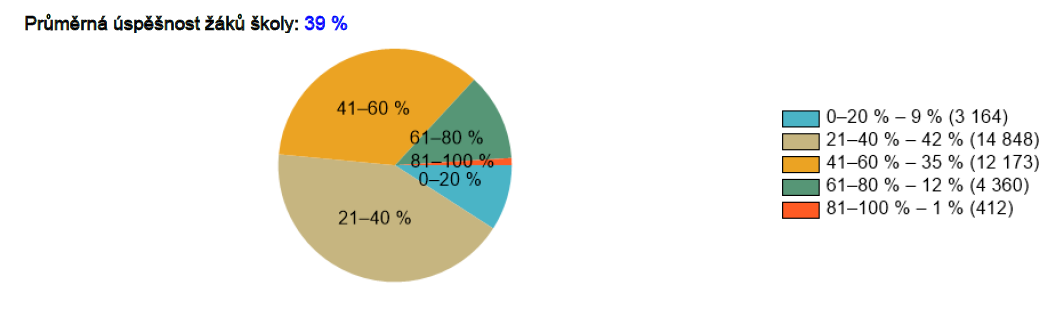 Průměrná úspěšnost žáků školy: 39 %
41–60 %
61–80 %
81–100 %
0–20 %
21–40 %
0–20 % – 9 % (3 164)
21–40 % – 42 % (14 848)
41–60 % – 35 % (12 173)
61–80 % – 12 % (4 360)
81–100 % – 1 % (412)